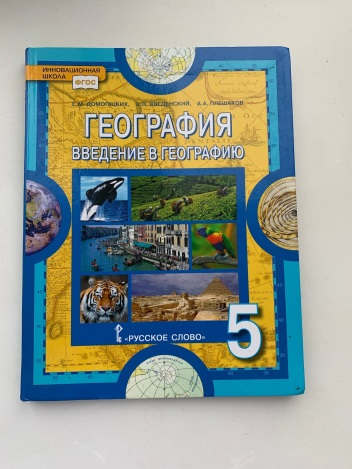 ИННОВАЦИОННАЯ
ШКОЛА
ФГОС
Е.М. ДОМОГАЦКИХ, Э.Л. ВВЕДЕНСКИЙ, А.А. ПЛЕШАКОВ
ГЕОГРАФИЯ
ВВЕДЕНИЕ В ГЕОГРАФИЮ
«РУССКОЕ СЛОВО»
5